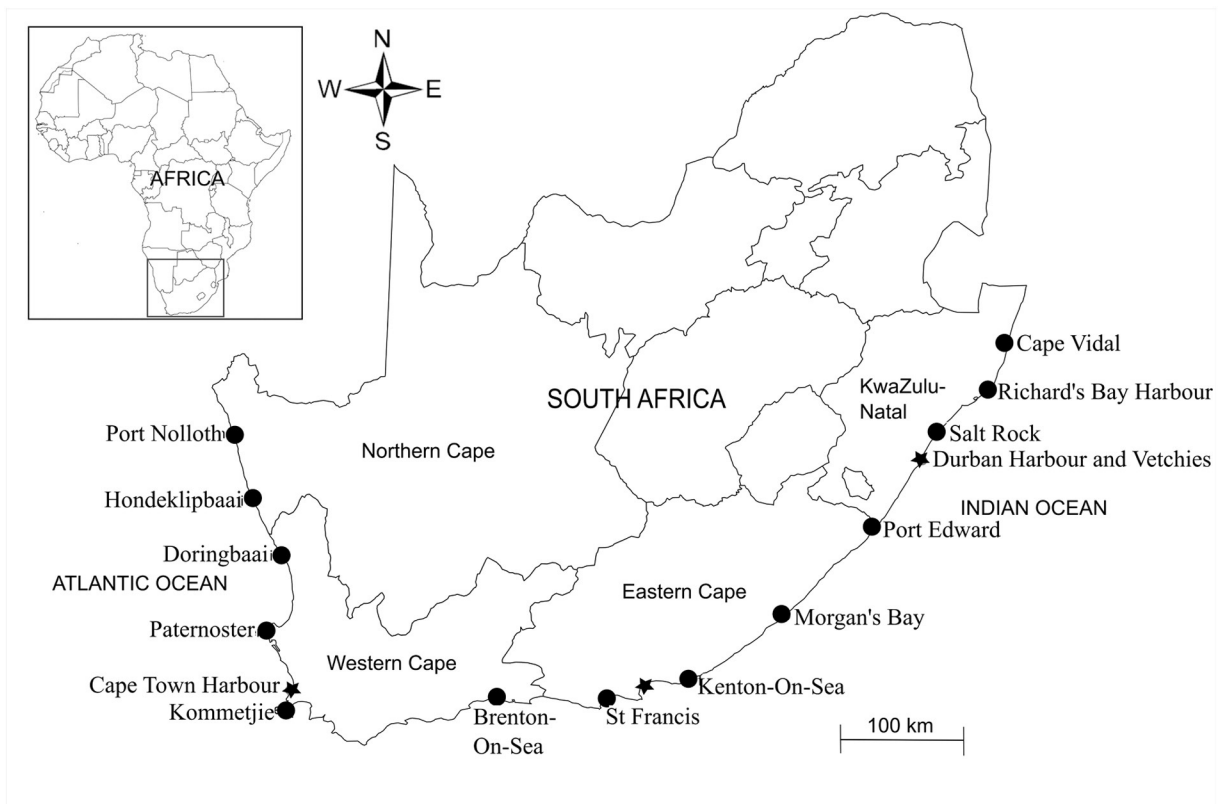 N
W
E
S
AFRICA
SOUTH AFRICA
Cape Vidal
KwaZulu-
Natal
Richard's Bay Harbour
Port Nolloth
Salt Rock
Northern Cape
Durban Harbour and Vetchies
Hondeklipbaai
INDIAN OCEAN
Port Edward
Doringbaai
ATLANTIC OCEAN
Eastern Cape
Morgan's Bay
Paternoster
Western Cape
Cape Town Harbour
Kenton-On-Sea
Kommetjie
Brenton-
On-Sea
St Francis
100 km